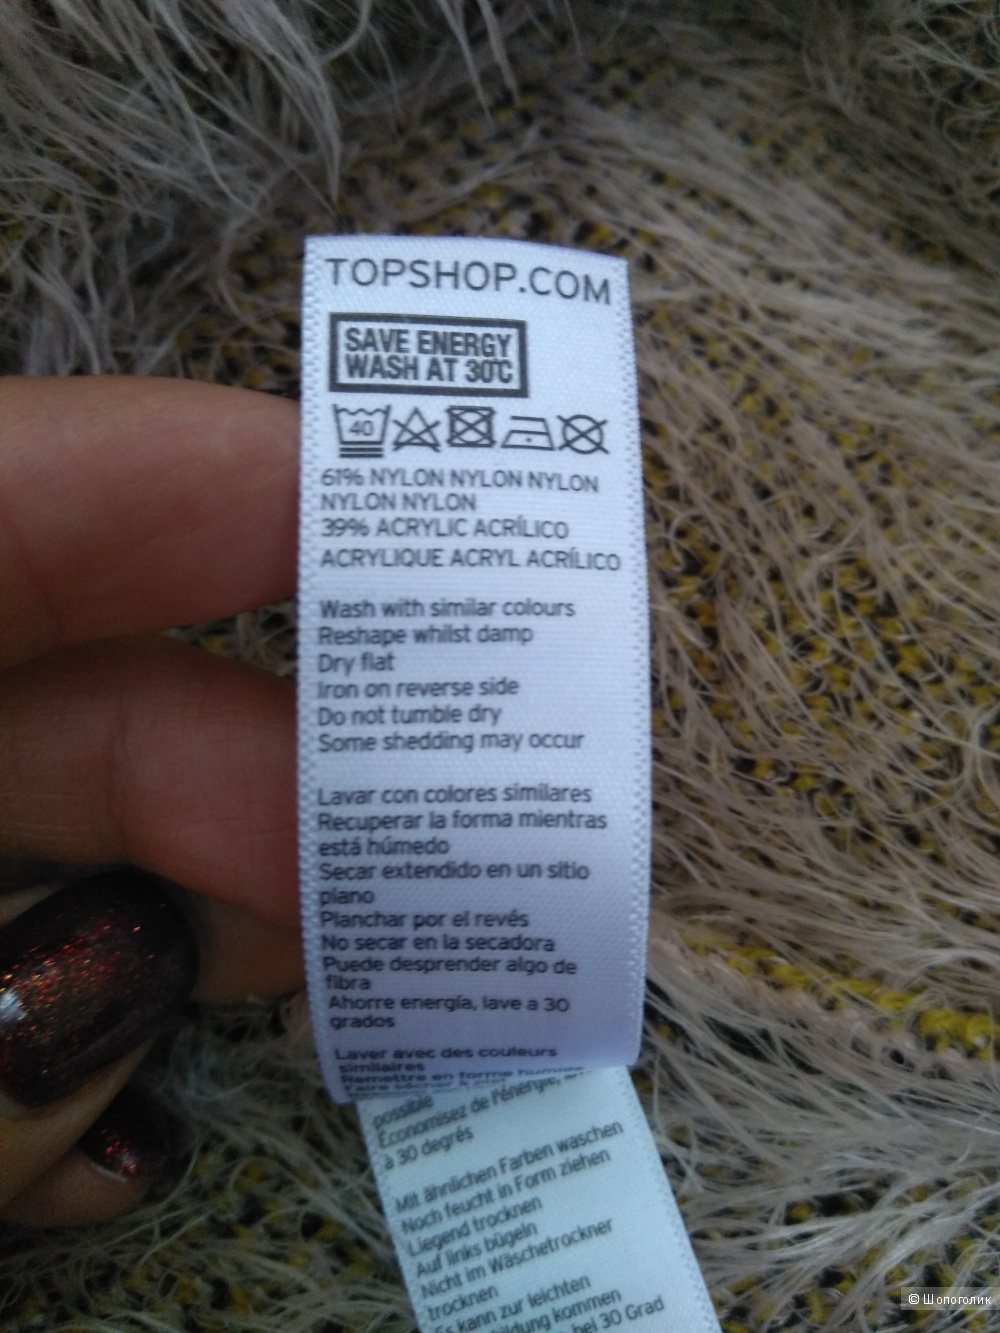 TOPSHOP.COM
SAVE ENERGY
WASH AT 30°C
40
61% NYLON NYLON NYLON
NYLON NYLON
39% ACRYLIC ACRÍLICO
ACRYLIQUE ACRYL ACRÍLICO
Wash with similar colours
Reshape whilst damp
Dry flat
Iron on reverse side
Do not tumble dry
Some shedding may occur
Lavar con colores similares
Recuperar la forma mientras
está húmedo
Secar extendido en un sitio
plano
Planchar por el revés
No secar en la secadora
Puede desprender algo de
fibra
Ahorre energía, lave a 30
grados
Laver avec des couleurs
similaires
Remettre en forme humide
possible
Économisez de l'énergie,
à 30 degrés
Mit ähnlichen Farben waschen
Noch feucht in Form ziehen
Liegend trocknen
Auf links bügeln
Nicht im Wäschetrockner
trocknen
Es kann zur leichten
kommen
bei 30 Grad
© Шопоголик